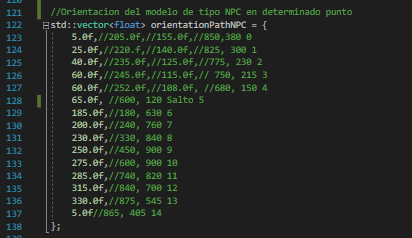 121 //Orientacion del modelo de tipo NPC en determinado punto
122 std::vector<float> orientationPathNPC = {
123 5.0f,//205.0f,//155.0f,//850,380 0
124 25.0f,//220.f,//140.0f,//825, 300 1
125 40.0f,//235.0f,//125.0f,//775, 230 2
126 60.0f,//245.0f,//115.0f,// 750, 215 3
127 60.0f,//252.0f,//108.0f, //680, 150 4
128 65.0f, //600, 120 Salto 5
129 185.0f,//180, 630 6
130 200.0f,//240, 760 7
131 230.0f,//330, 840 8
132 250.0f,//450, 900 9
133 275.0f,//600, 900 10
134 285.0f,//740, 820 11
135 315.0f,//840, 700 12
136 330.0f,//875, 545 13
137 5.0f//865, 405 14
138 };